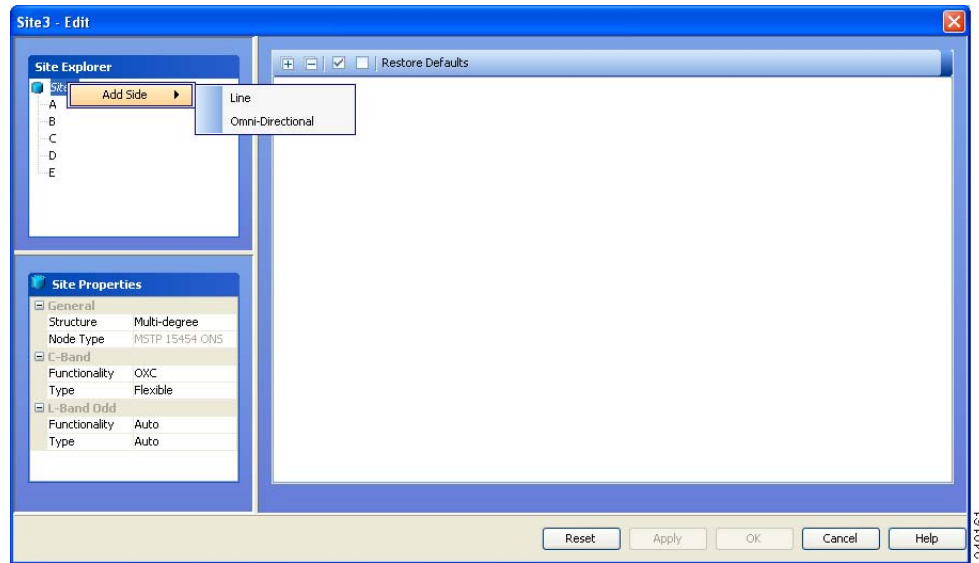 Site3 - Edit
Site Explorer
Add Side
Line
Omni-Directional
A
B
C
D
E
Restore Defaults
Site Properties
General
Structure Multi-degree
Node Type MSTP 15454 ONS
C-Band
Functionality OXC
Type Flexible
L-Band Odd
Functionality Auto
Type Auto
Reset Apply OK Cancel Help